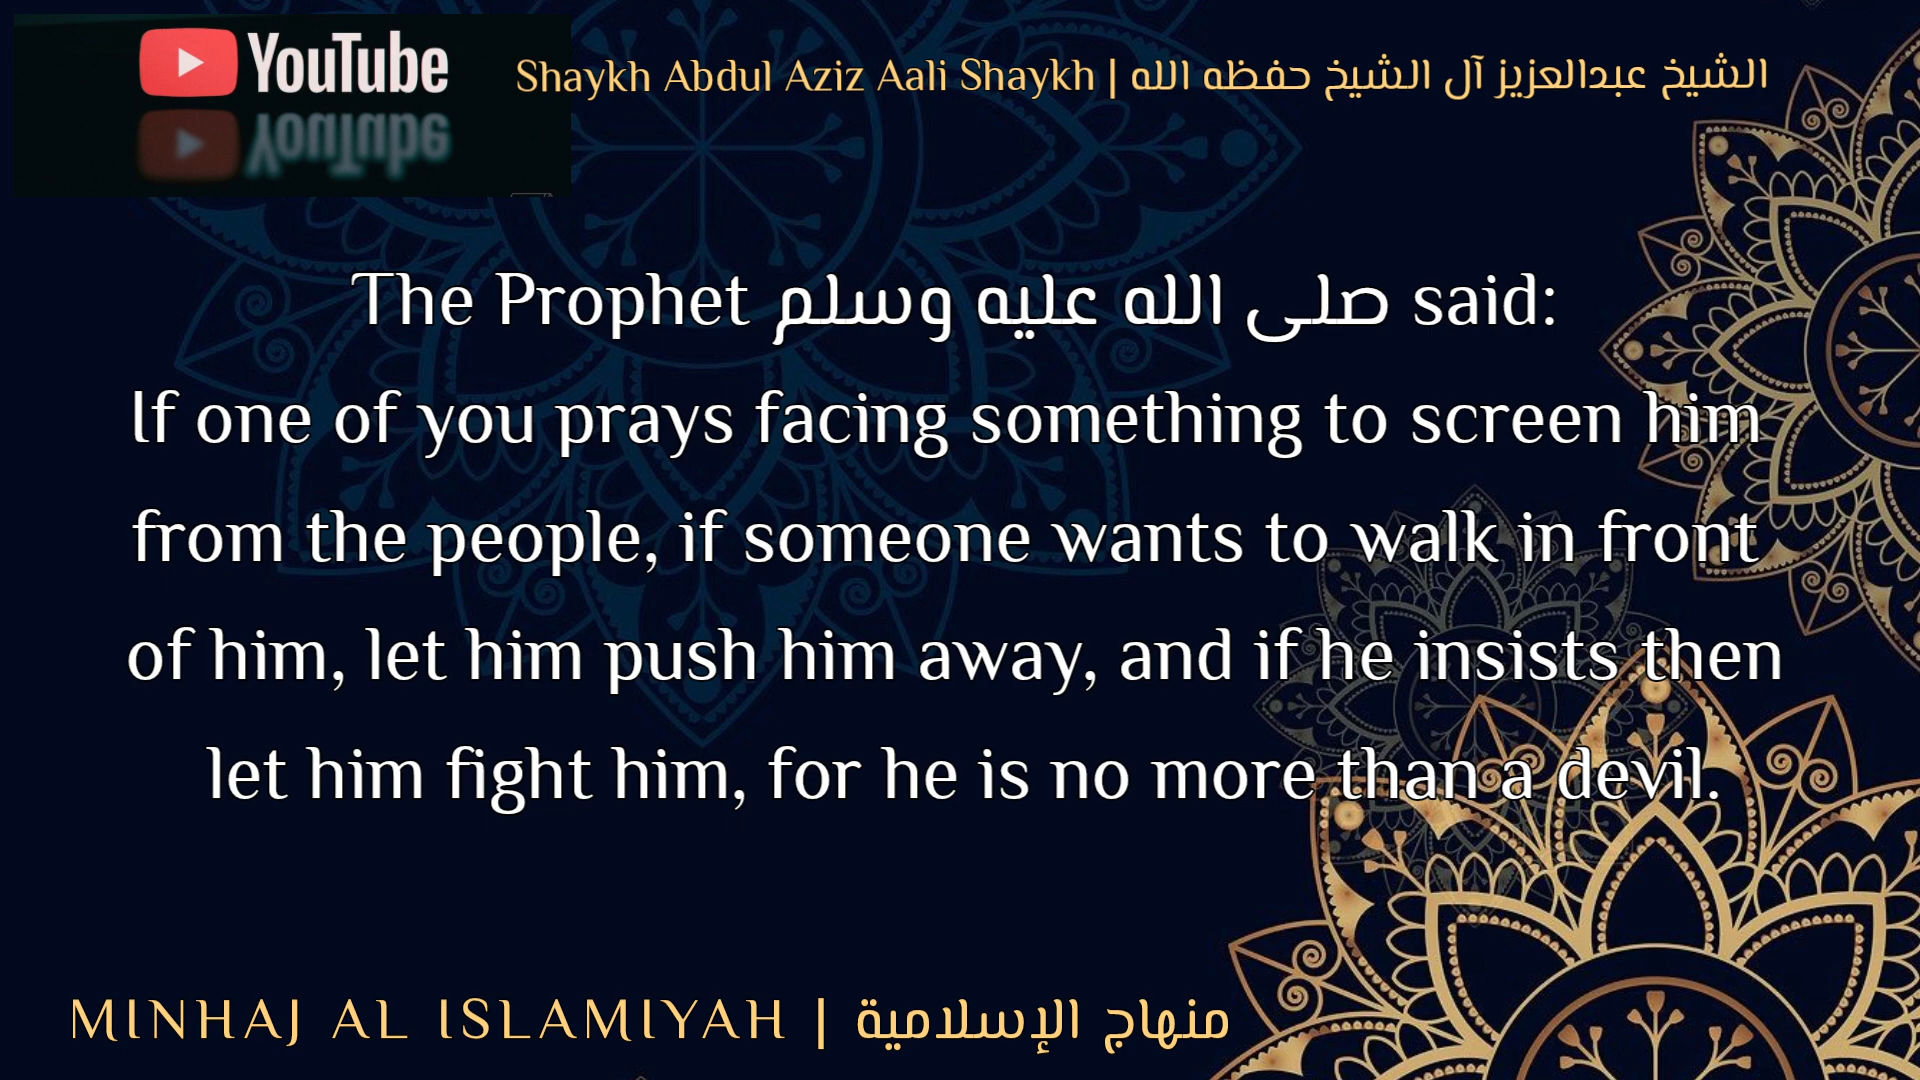 YouTube
Shaykh Abdul Aziz Aali Shaykh | الشيخ عبدالعزيز آل الشيخ حفظه الله
The Prophet صلى الله عليه وسلم said:
If one of you prays facing something to screen him
from the people, if someone wants to walk in front
of him, let him push him away, and if he insists then
let him fight him, for he is no more than a devil.
MINHAJ AL ISLAMIYAH | منهاج الإسلامية